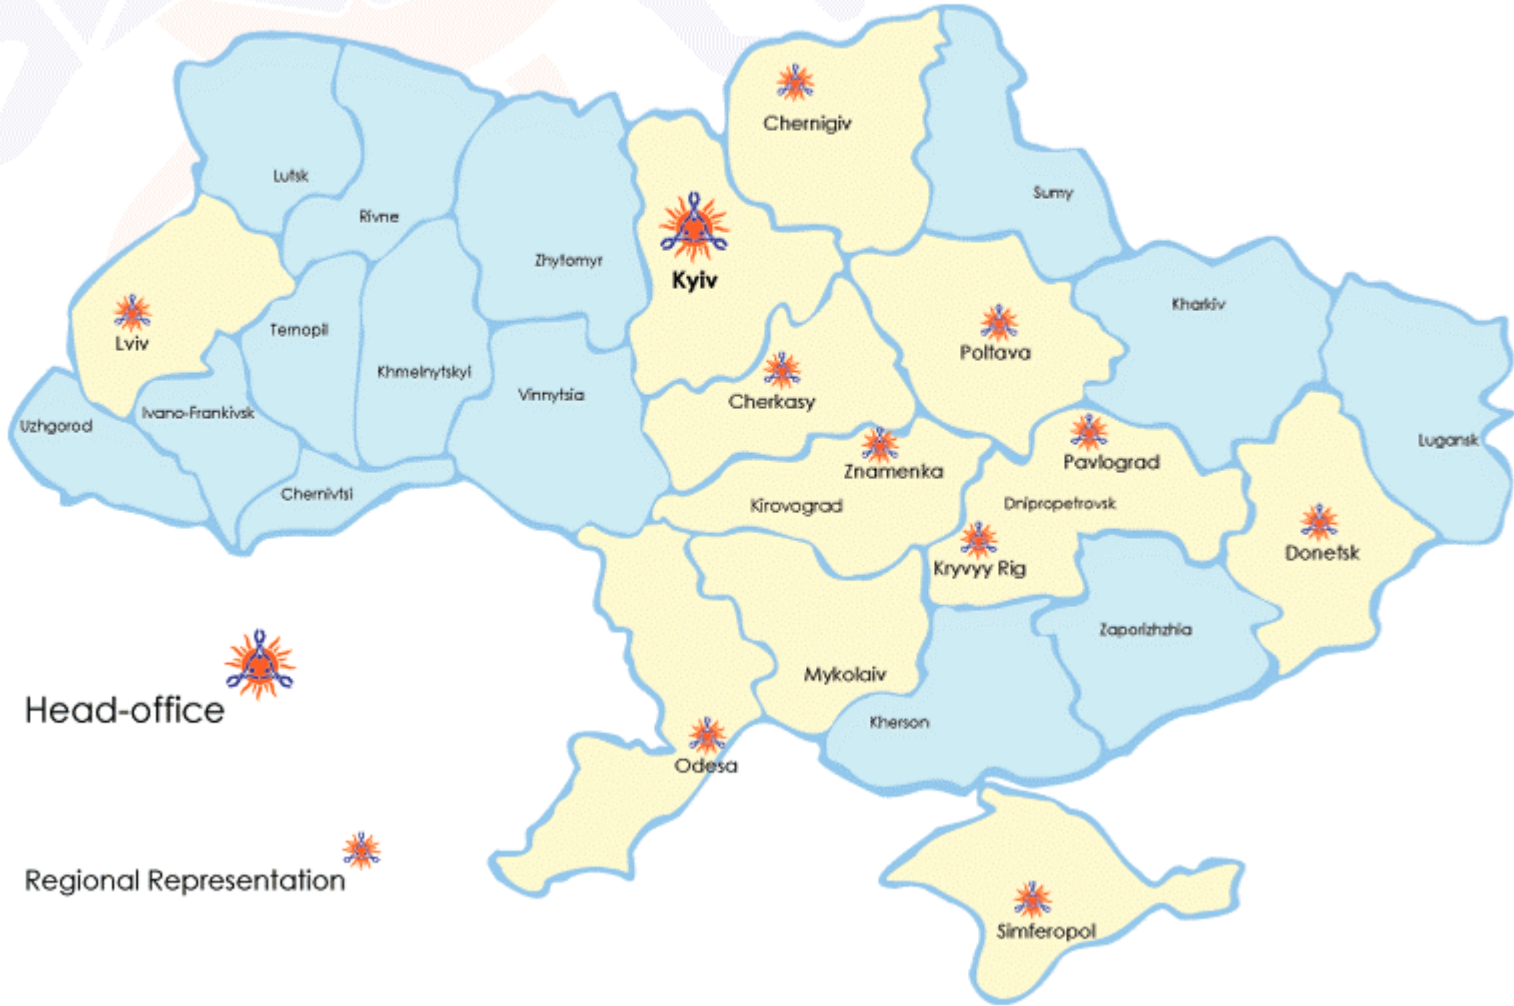 Chernigiv
Lutsk
Sumy
Rivne
Zhytomyr
Kyiv
Kharkiv
Ternopil
Lviv
Poltava
Khmelnytskyi
Vinnytsia
Cherkasy
Ivano-Frankivsk
Uzhgorod
Lugansk
Pavlograd
Znamenka
Chernivtsi
Kirovograd
Dnipropetrovsk
Donetsk
Kryvyy Rig
Zaporizhzhia
Mykolaiv
Head-office
Kherson
Odesa
Regional Representation
Simferopol